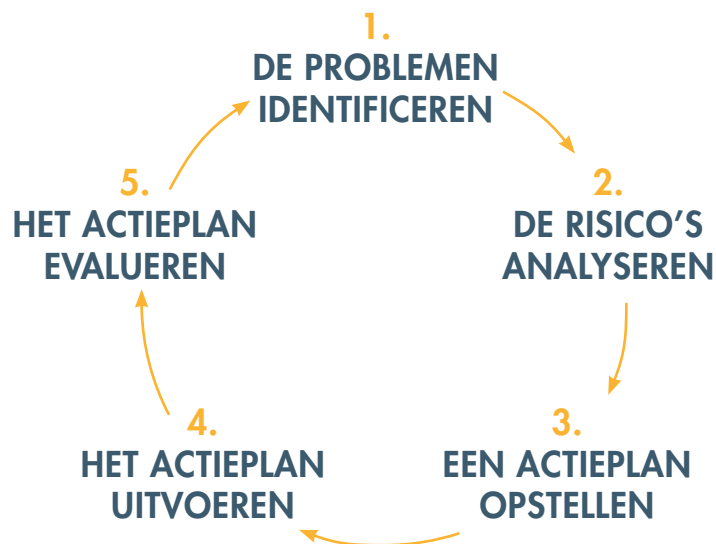 1.
DE PROBLEMEN
IDENTIFICEREN
2.
DE RISICO'S
ANALYSEREN
3.
EEN ACTIEPLAN
OPSTELLEN
4.
HET ACTIEPLAN
UITVOEREN
5.
HET ACTIEPLAN
EVALUEREN